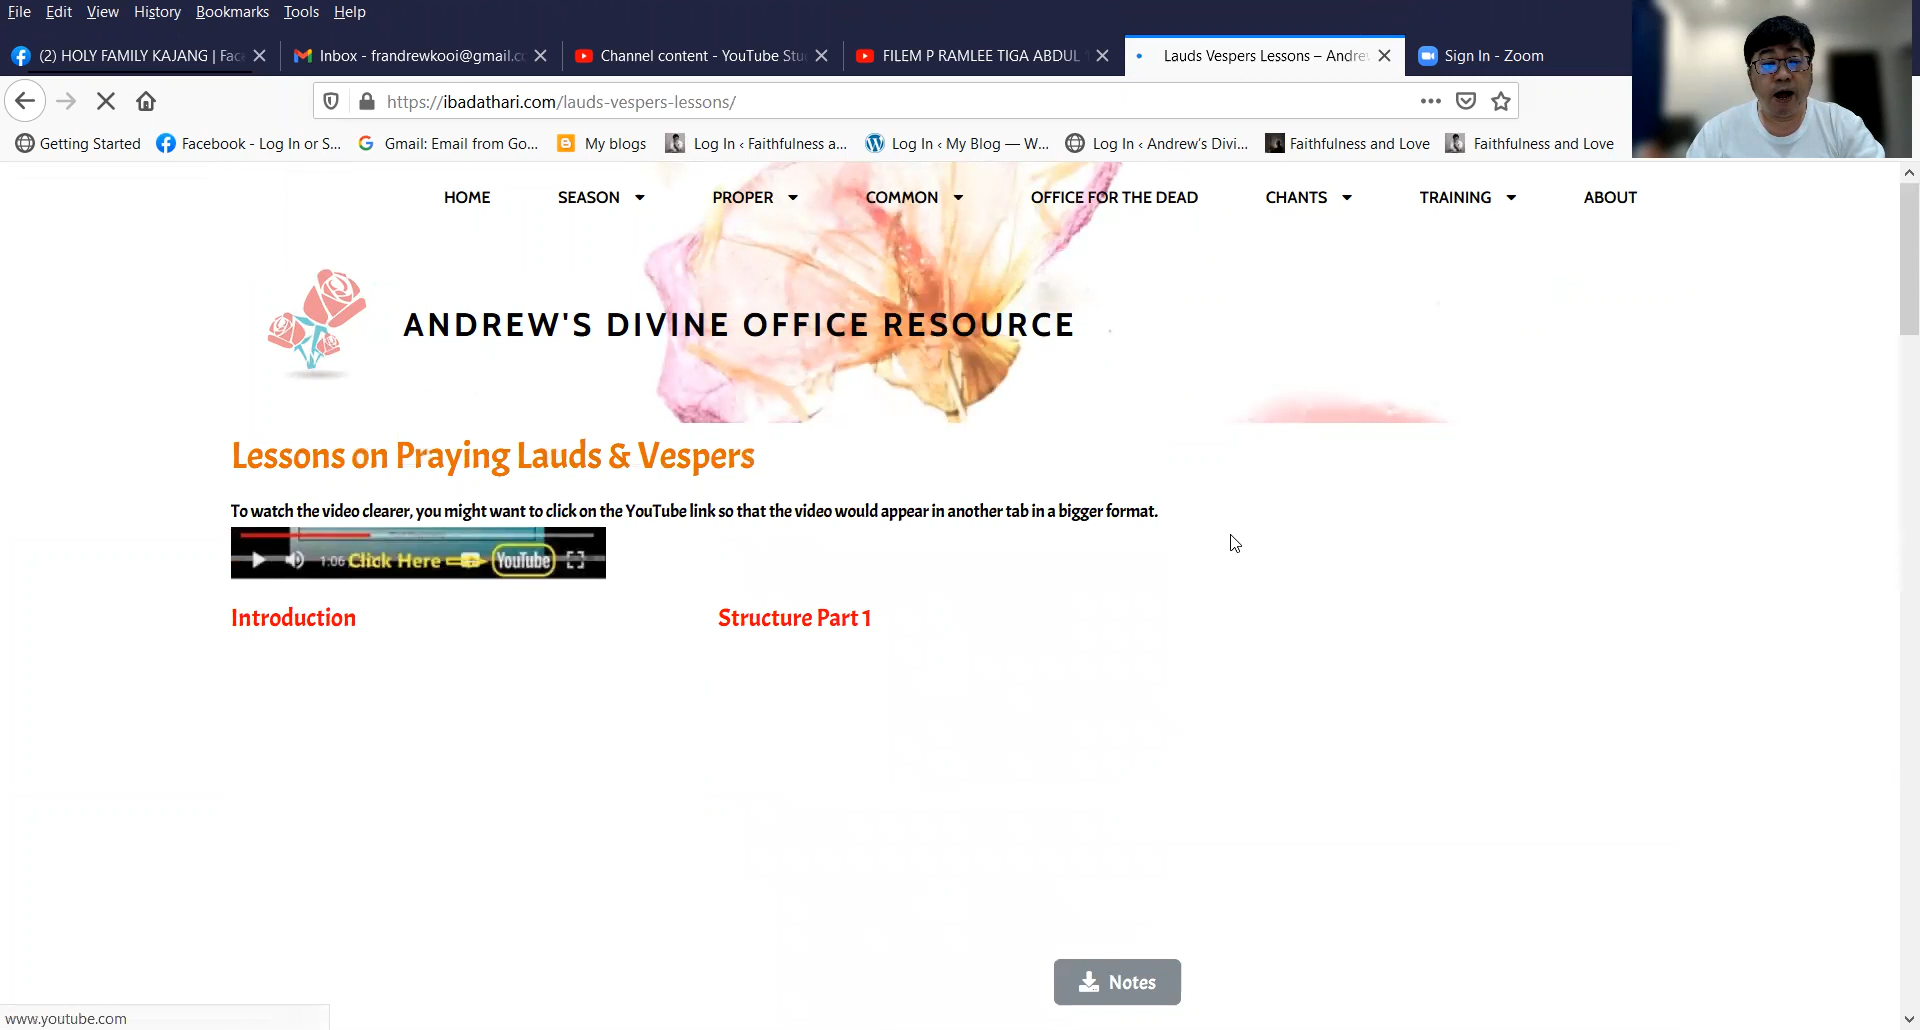 File Edit View History Bookmarks Tools Help
(2) HOLY FAMILY KAJANG | Fac
Inbox - frandrewkooi@gmail.c
Channel content - YouTube Stu
FILEM P RAMLEE TIGA ABDUL
Lauds Vespers Lessons – Andre
Sign In - Zoom
https://ibadathari.com/lauds-vespers-lessons/
Getting Started
Facebook - Log In or S...
Gmail: Email from Go...
My blogs
Log In ‹ Faithfulness a...
Log In ‹ My Blog — W...
Log In ‹ Andrew's Divi...
Faithfulness and Love
Faithfulness and Love
HOME SEASON PROPER COMMON OFFICE FOR THE DEAD CHANTS TRAINING ABOUT
ANDREW'S DIVINE OFFICE RESOURCE
Lessons on Praying Lauds & Vespers
To watch the video clearer, you might want to click on the YouTube link so that the video would appear in another tab in a bigger format.
1:06 Click Here YouTube
Introduction
Structure Part 1
Notes
www.youtube.com